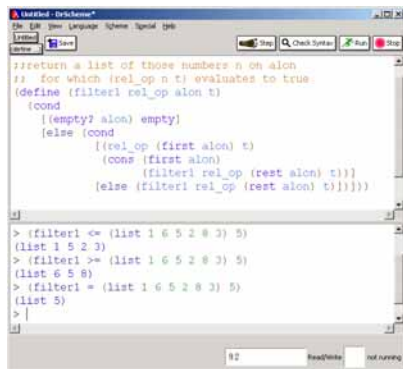 Untitled - DrScheme*
File Edit View Language Scheme Special Help
Untitled
(define ...) Save Step Check Syntax Run Stop
;;return a list of those numbers n on alon
;; for which (rel_op n t) evaluates to true
(define (filter1 rel_op alon t)
(cond
[(empty? alon) empty]
[else (cond
[(rel_op (first alon) t)
(cons (first alon)
(filter1 rel_op (rest alon) t))]
[else (filter1 rel_op (rest alon) t)])]))
> (filter1 <= (list 1 6 5 2 8 3) 5)
(list 1 5 2 3)
> (filter1 >= (list 1 6 5 2 8 3) 5)
(list 6 5 8)
> (filter1 = (list 1 6 5 2 8 3) 5)
(list 5)
>
9:2 Read/Write not running